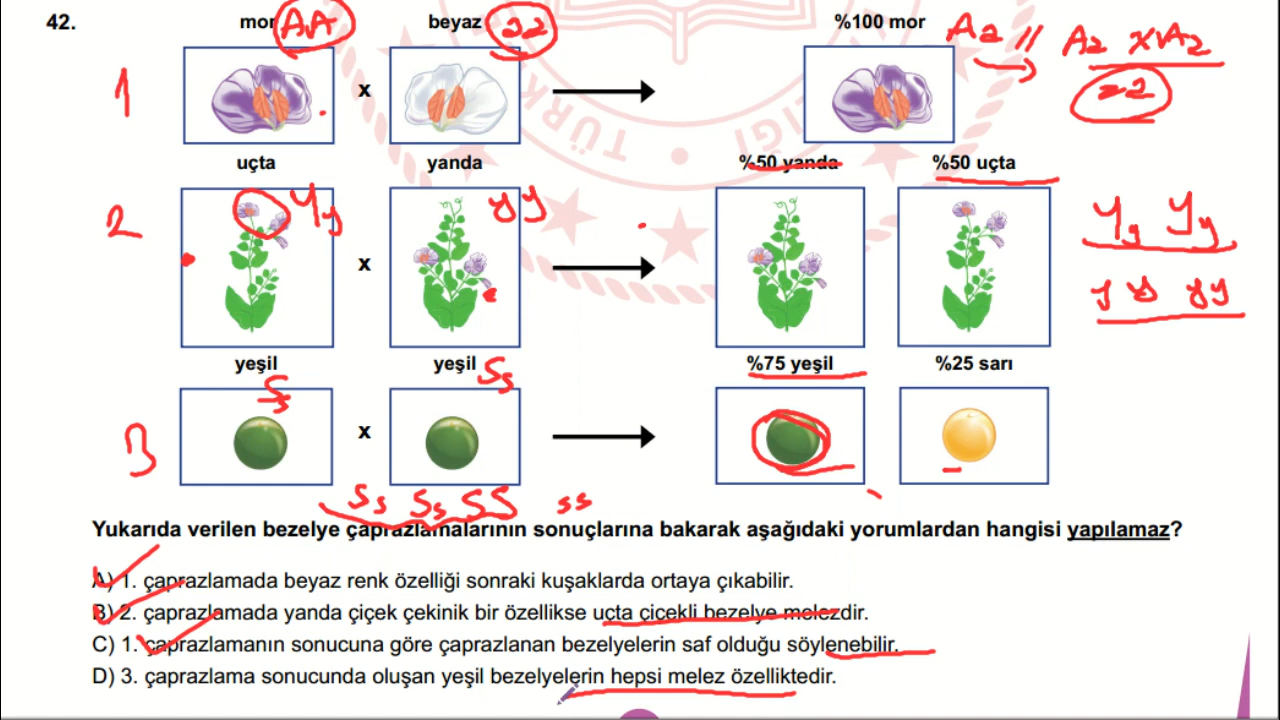 42.
mor AA beyaz aa %100 mor Aa // Aa x Aa
aa
1 x
uçta yanda %50 yanda %50 uçta
2 Yy x yy Yy Yy
yy yy
yeşil yeşil %75 yeşil %25 sarı
Ss Ss
3 x
Ss Ss SS ss
TÜRK
Yukarıda verilen bezelye çaprazlamalarının sonuçlarına bakarak aşağıdaki yorumlardan hangisi yapılamaz?
A) 1. çaprazlamada beyaz renk özelliği sonraki kuşaklarda ortaya çıkabilir.
B) 2. çaprazlamada yanda çiçek çekinik bir özellikse uçta çiçekli bezelye melezdir.
C) 1. çaprazlamanın sonucuna göre çaprazlanan bezelyelerin saf olduğu söylenebilir.
D) 3. çaprazlama sonucunda oluşan yeşil bezelyelerin hepsi melez özelliktedir.